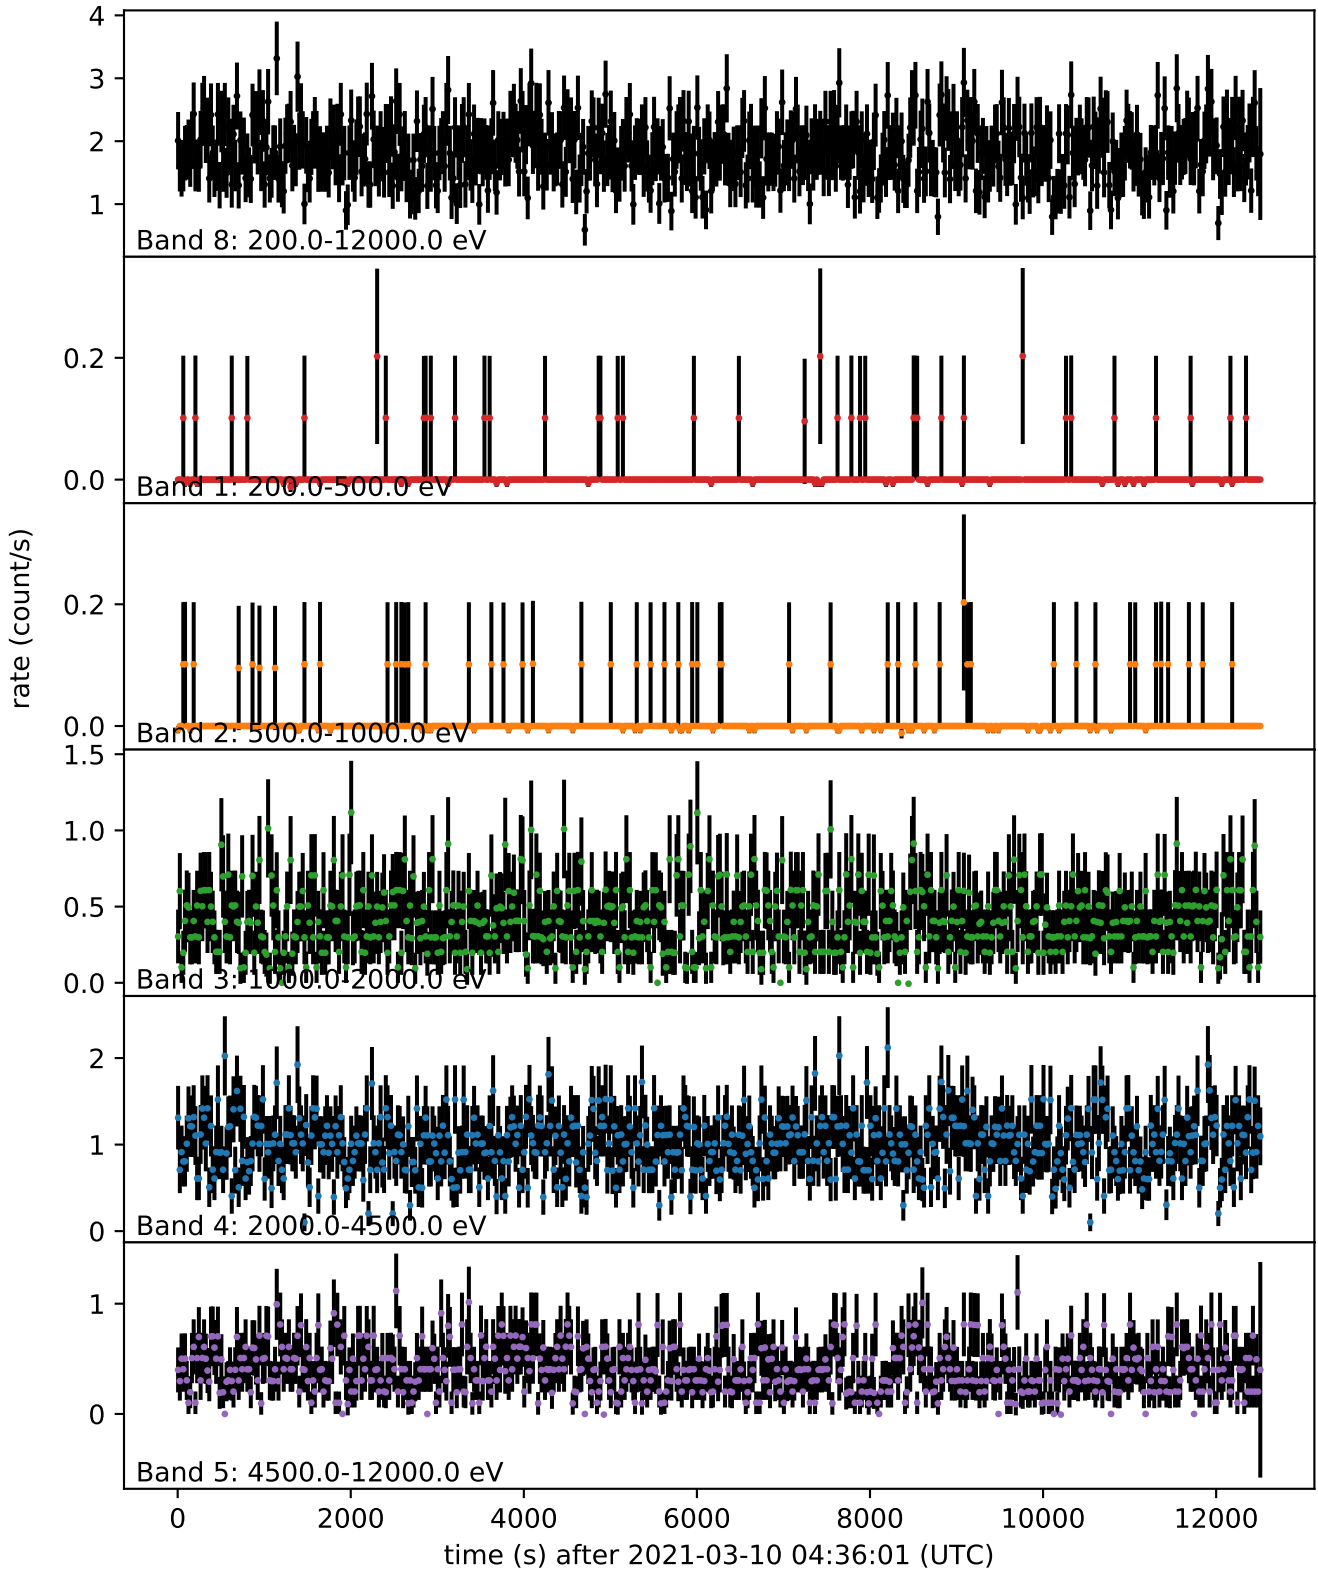 4
3
2
1
Band 8: 200.0-12000.0 eV
0.2
0.0
Band 1: 200.0-500.0 eV
0.2
0.0
Band 2: 500.0-1000.0 eV
rate (count/s)
1.5
1.0
0.5
0.0
Band 3: 1000.0-2000.0 eV
2
1
0
Band 4: 2000.0-4500.0 eV
1
0
Band 5: 4500.0-12000.0 eV
0 2000 4000 6000 8000 10000 12000
time (s) after 2021-03-10 04:36:01 (UTC)